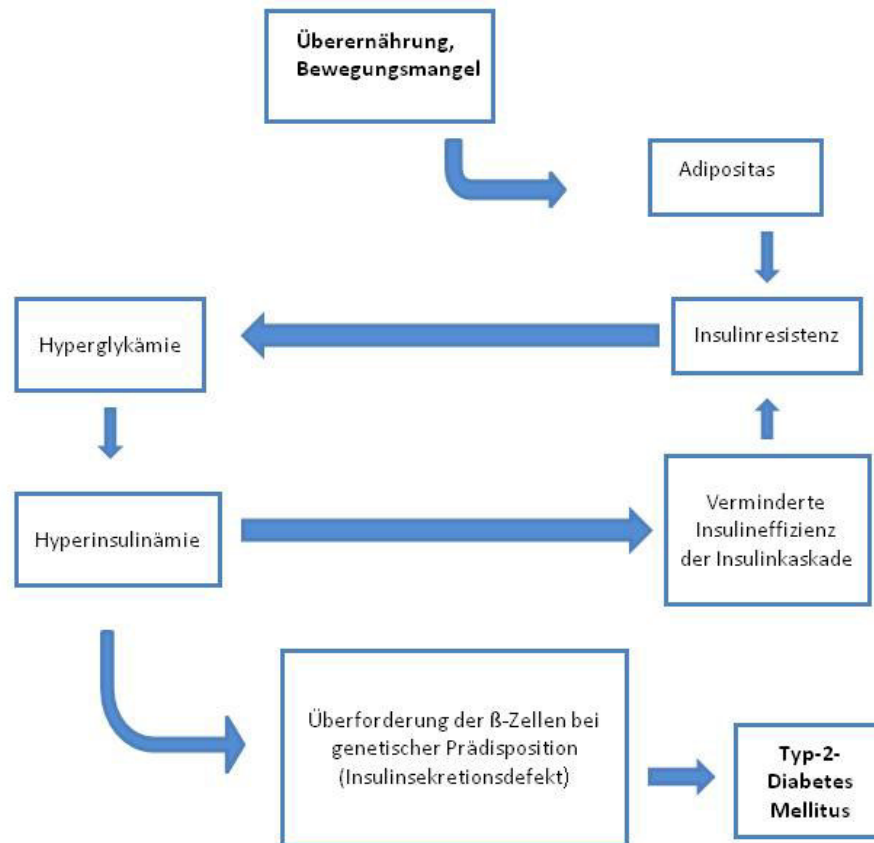 Überernährung,
Bewegungsmangel
Adipositas
Hyperglykämie
Insulinresistenz
Hyperinsulinämie
Verminderte
Insulineffizienz
der Insulinkaskade
Überforderung der ß-Zellen bei
genetischer Prädisposition
(Insulinsekretionsdefekt)
Typ-2-
Diabetes
Mellitus